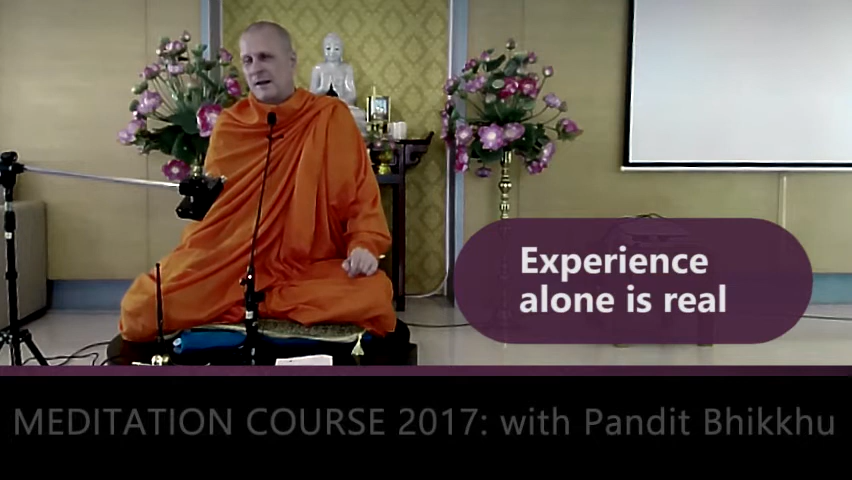 Experience
alone is real
MEDITATION COURSE 2017: with Pandit Bhikkhu